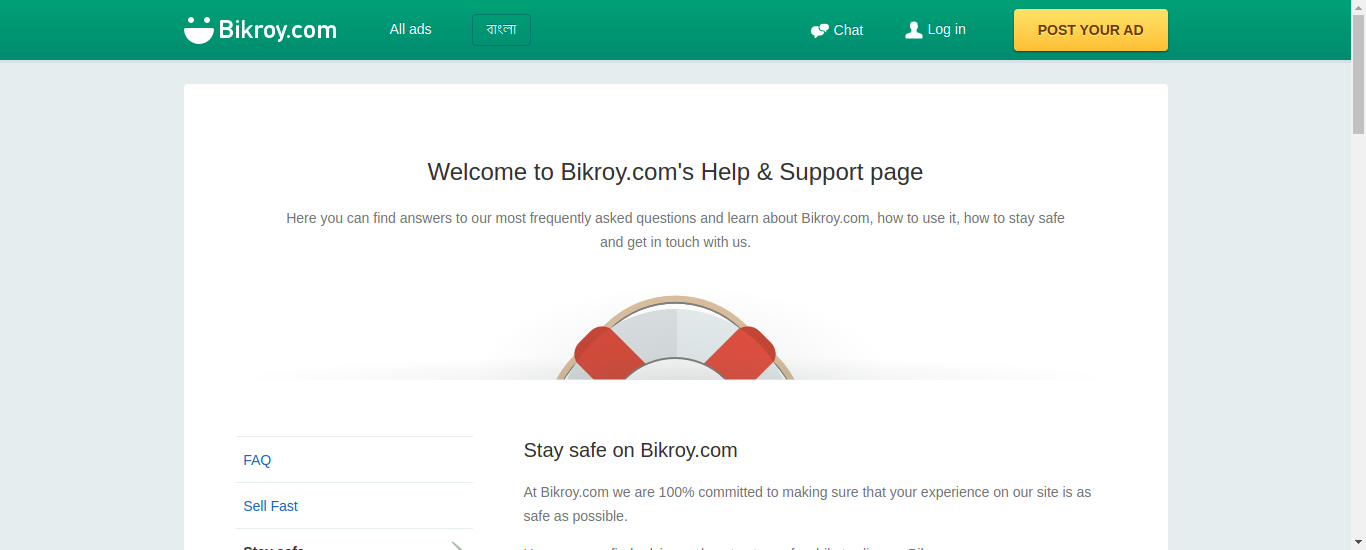 Bikroy.com
All ads
বাংলা
Chat
Log in
POST YOUR AD
Welcome to Bikroy.com's Help & Support page
Here you can find answers to our most frequently asked questions and learn about Bikroy.com, how to use it, how to stay safe
and get in touch with us.
FAQ
Sell Fast
Stay safe
Stay safe on Bikroy.com
At Bikroy.com we are 100% committed to making sure that your experience on our site is as
safe as possible.